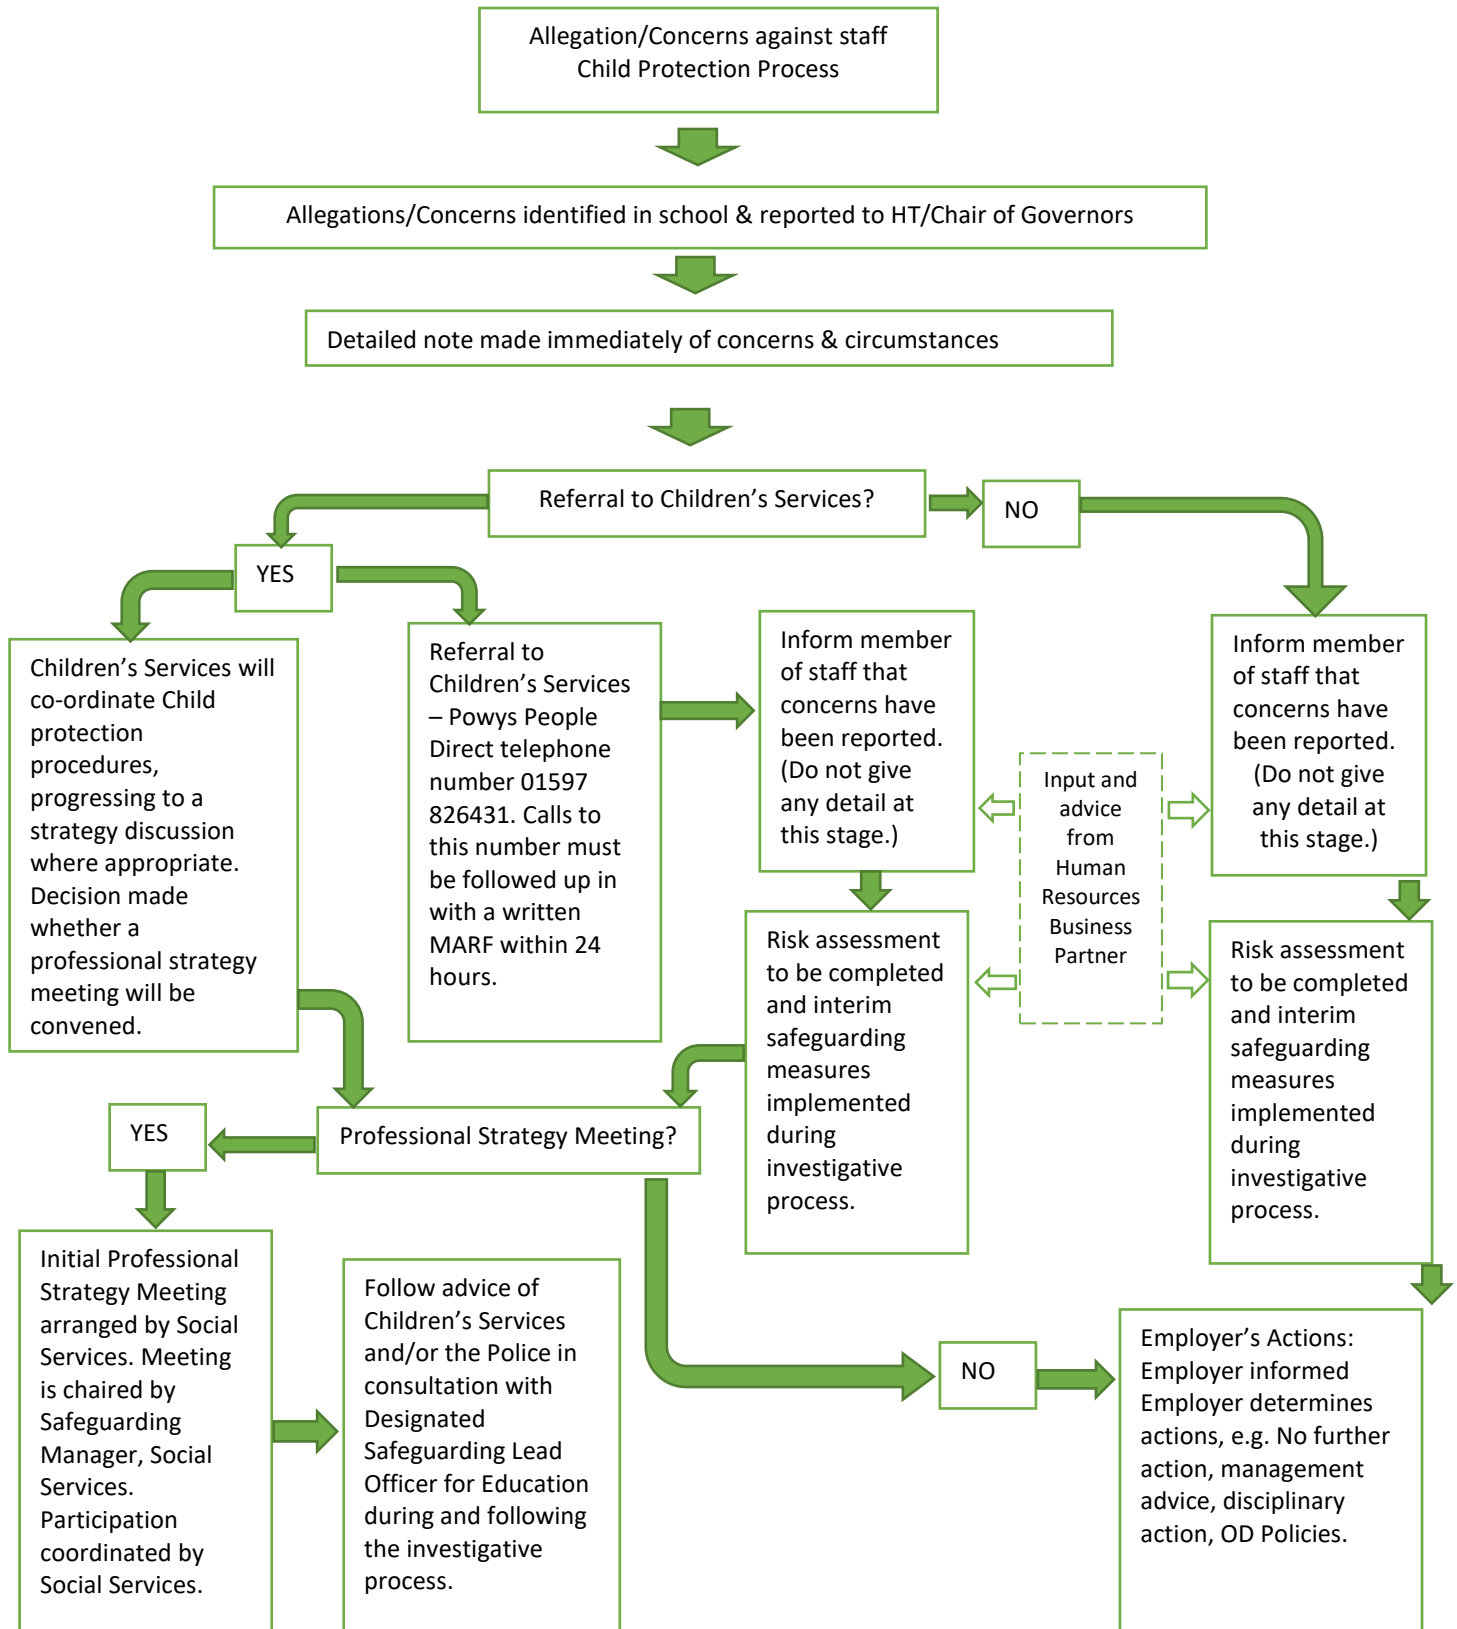 Allegation/Concerns against staff
Child Protection Process
Allegations/Concerns identified in school & reported to HT/Chair of Governors
Detailed note made immediately of concerns & circumstances
Referral to Children’s Services?
NO
YES
Children’s Services will
co-ordinate Child
protection
procedures,
progressing to a
strategy discussion
where appropriate.
Decision made
whether a
professional strategy
meeting will be
convened.
Referral to
Children’s Services
– Powys People
Direct telephone
number 01597
826431. Calls to
this number must
be followed up in
with a written
MARF within 24
hours.
Inform member
of staff that
concerns have
been reported.
(Do not give
any detail at
this stage.)
Input and
advice
from
Human
Resources
Business
Partner
Inform member
of staff that
concerns have
been reported.
(Do not give
any detail at
this stage.)
Risk assessment
to be completed
and interim
safeguarding
measures
implemented
during
investigative
process.
Risk assessment
to be completed
and interim
safeguarding
measures
implemented
during
investigative
process.
Professional Strategy Meeting?
YES
Initial Professional
Strategy Meeting
arranged by Social
Services. Meeting
is chaired by
Safeguarding
Manager, Social
Services.
Participation
coordinated by
Social Services.
Follow advice of
Children’s Services
and/or the Police in
consultation with
Designated
Safeguarding Lead
Officer for Education
during and following
the investigative
process.
NO
Employer’s Actions:
Employer informed
Employer determines
actions, e.g. No further
action, management
advice, disciplinary
action, OD Policies.